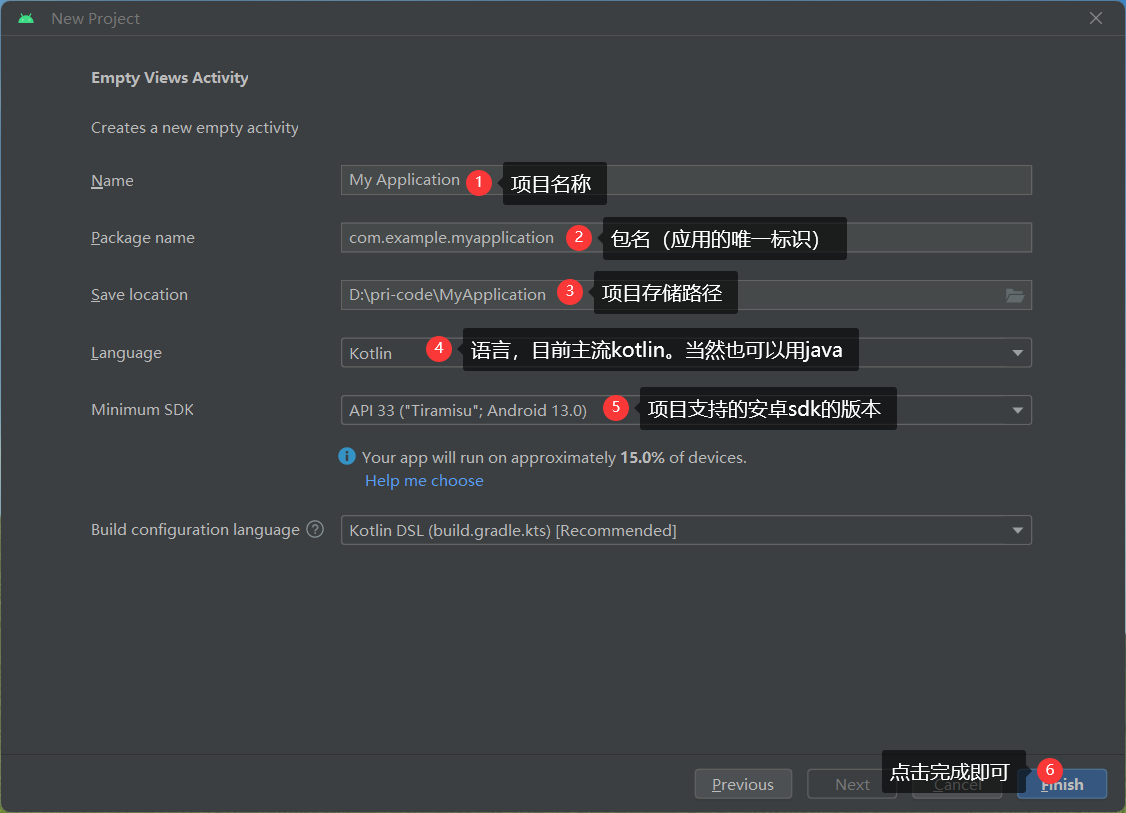 New Project
Empty Views Activity
Creates a new empty activity
Name
My Application
1
项目名称
Package name
com.example.myapplication
2
包名（应用的唯一标识）
Save location
D:\pri-code\MyApplication
3
项目存储路径
Language
Kotlin
4
语言，目前主流kotlin。当然也可以用java
Minimum SDK
API 33 ("Tiramisu"; Android 13.0)
5
项目支持的安卓sdk的版本
Your app will run on approximately 15.0% of devices.
Help me choose
Build configuration language ?
Kotlin DSL (build.gradle.kts) [Recommended]
点击完成即可
6
Previous
Next
Cancel
Finish